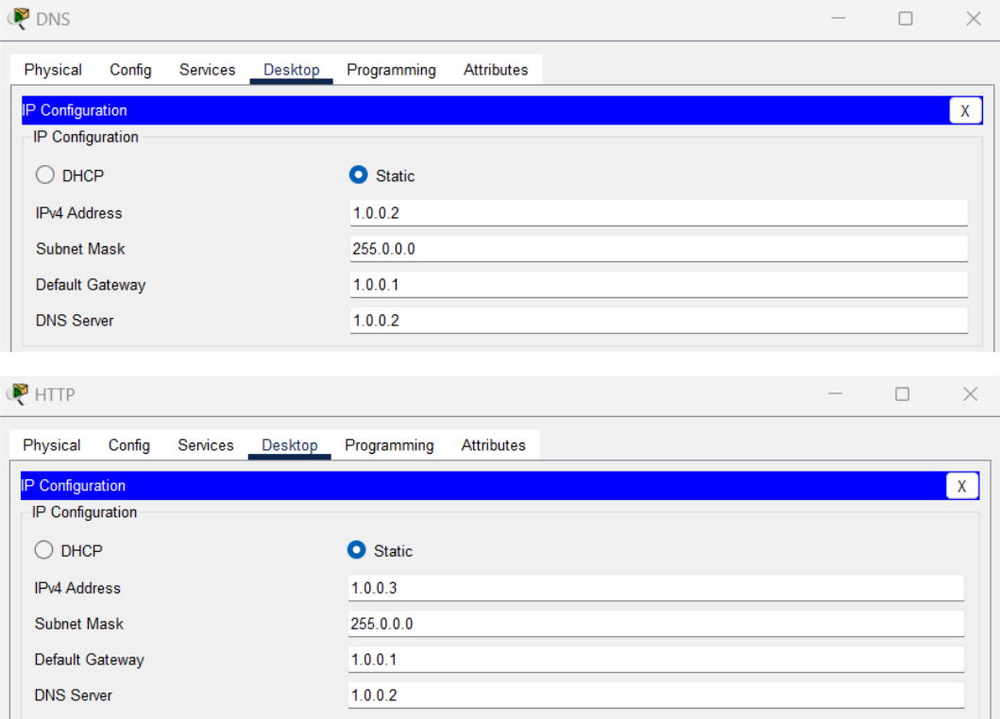 DNS
Physical Config Services Desktop Programming Attributes
IP Configuration X
IP Configuration
DHCP Static
IPv4 Address 1.0.0.2
Subnet Mask 255.0.0.0
Default Gateway 1.0.0.1
DNS Server 1.0.0.2
HTTP
Physical Config Services Desktop Programming Attributes
IP Configuration X
IP Configuration
DHCP Static
IPv4 Address 1.0.0.3
Subnet Mask 255.0.0.0
Default Gateway 1.0.0.1
DNS Server 1.0.0.2